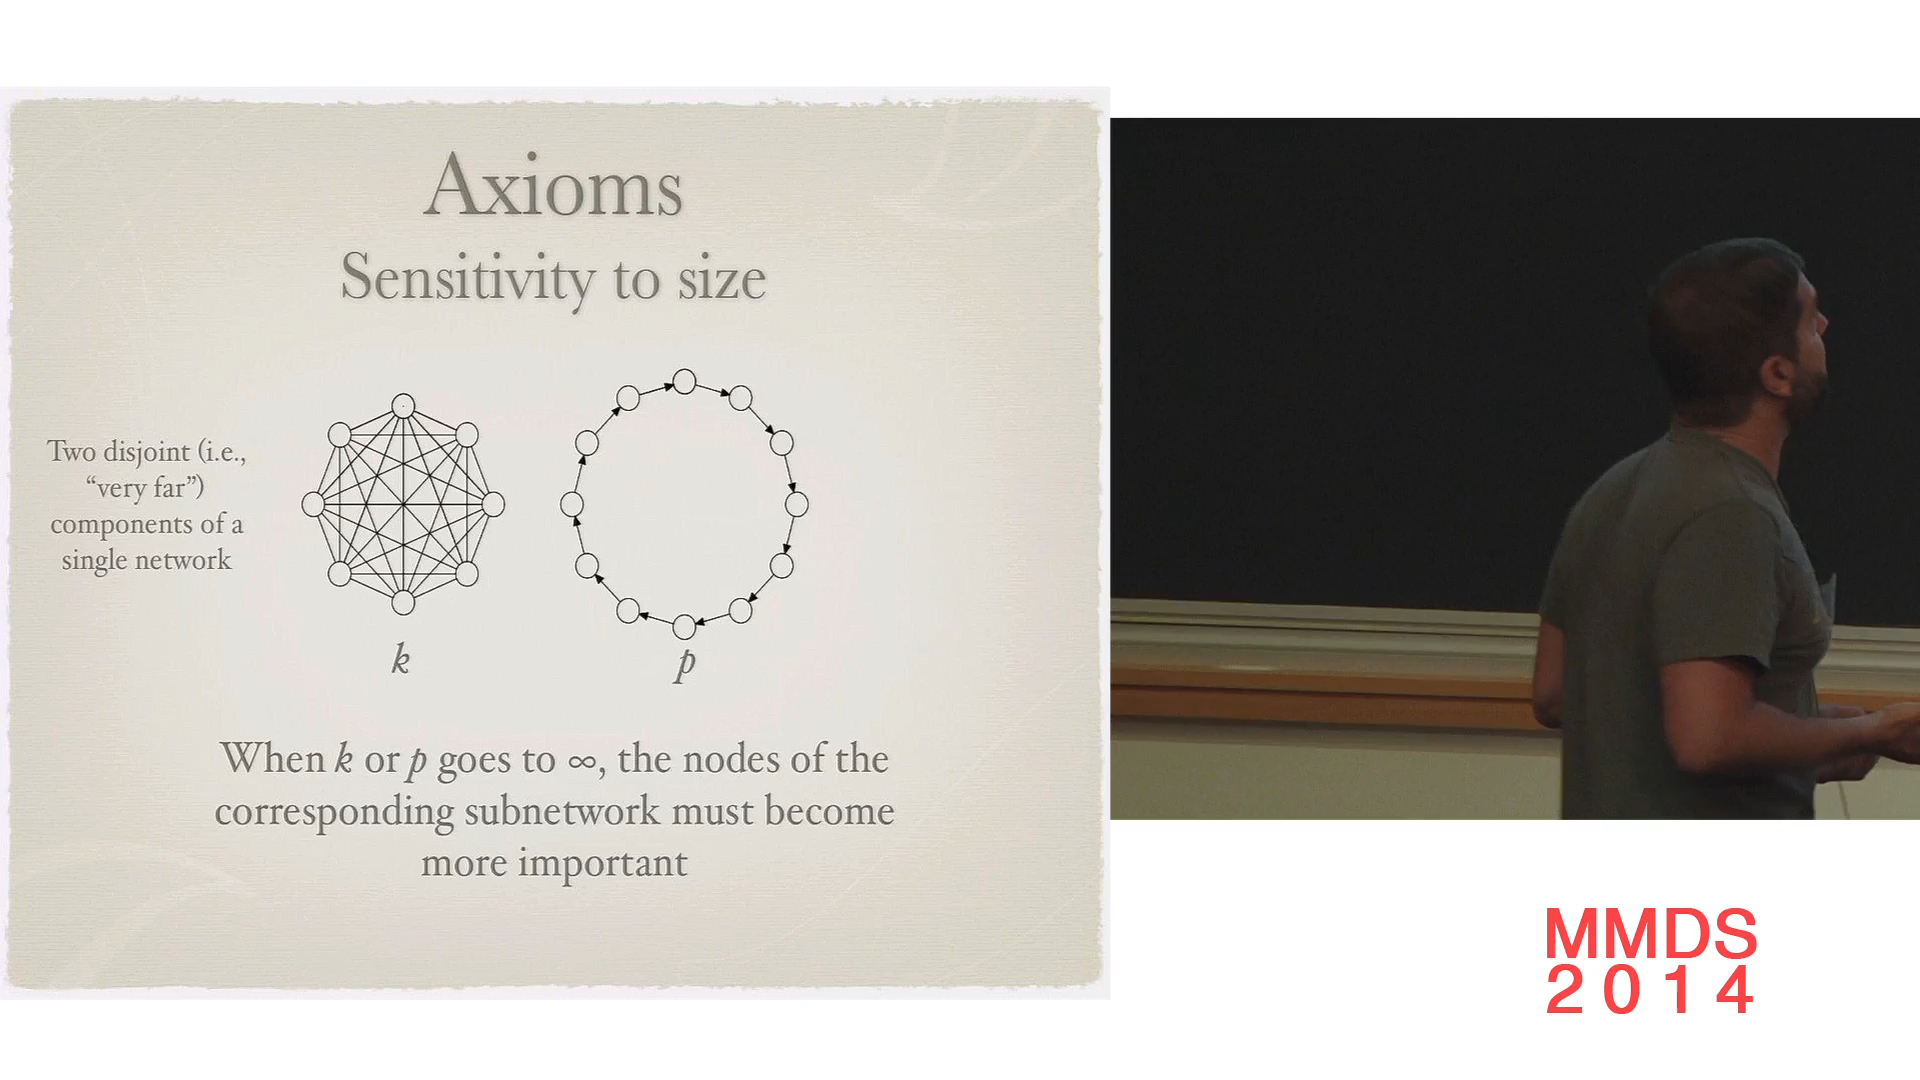 Axioms
Sensitivity to size
Two disjoint (i.e.,
“very far”)
components of a
single network
k
p
When k or p goes to ∞, the nodes of the
corresponding subnetwork must become
more important
MMDS
2014